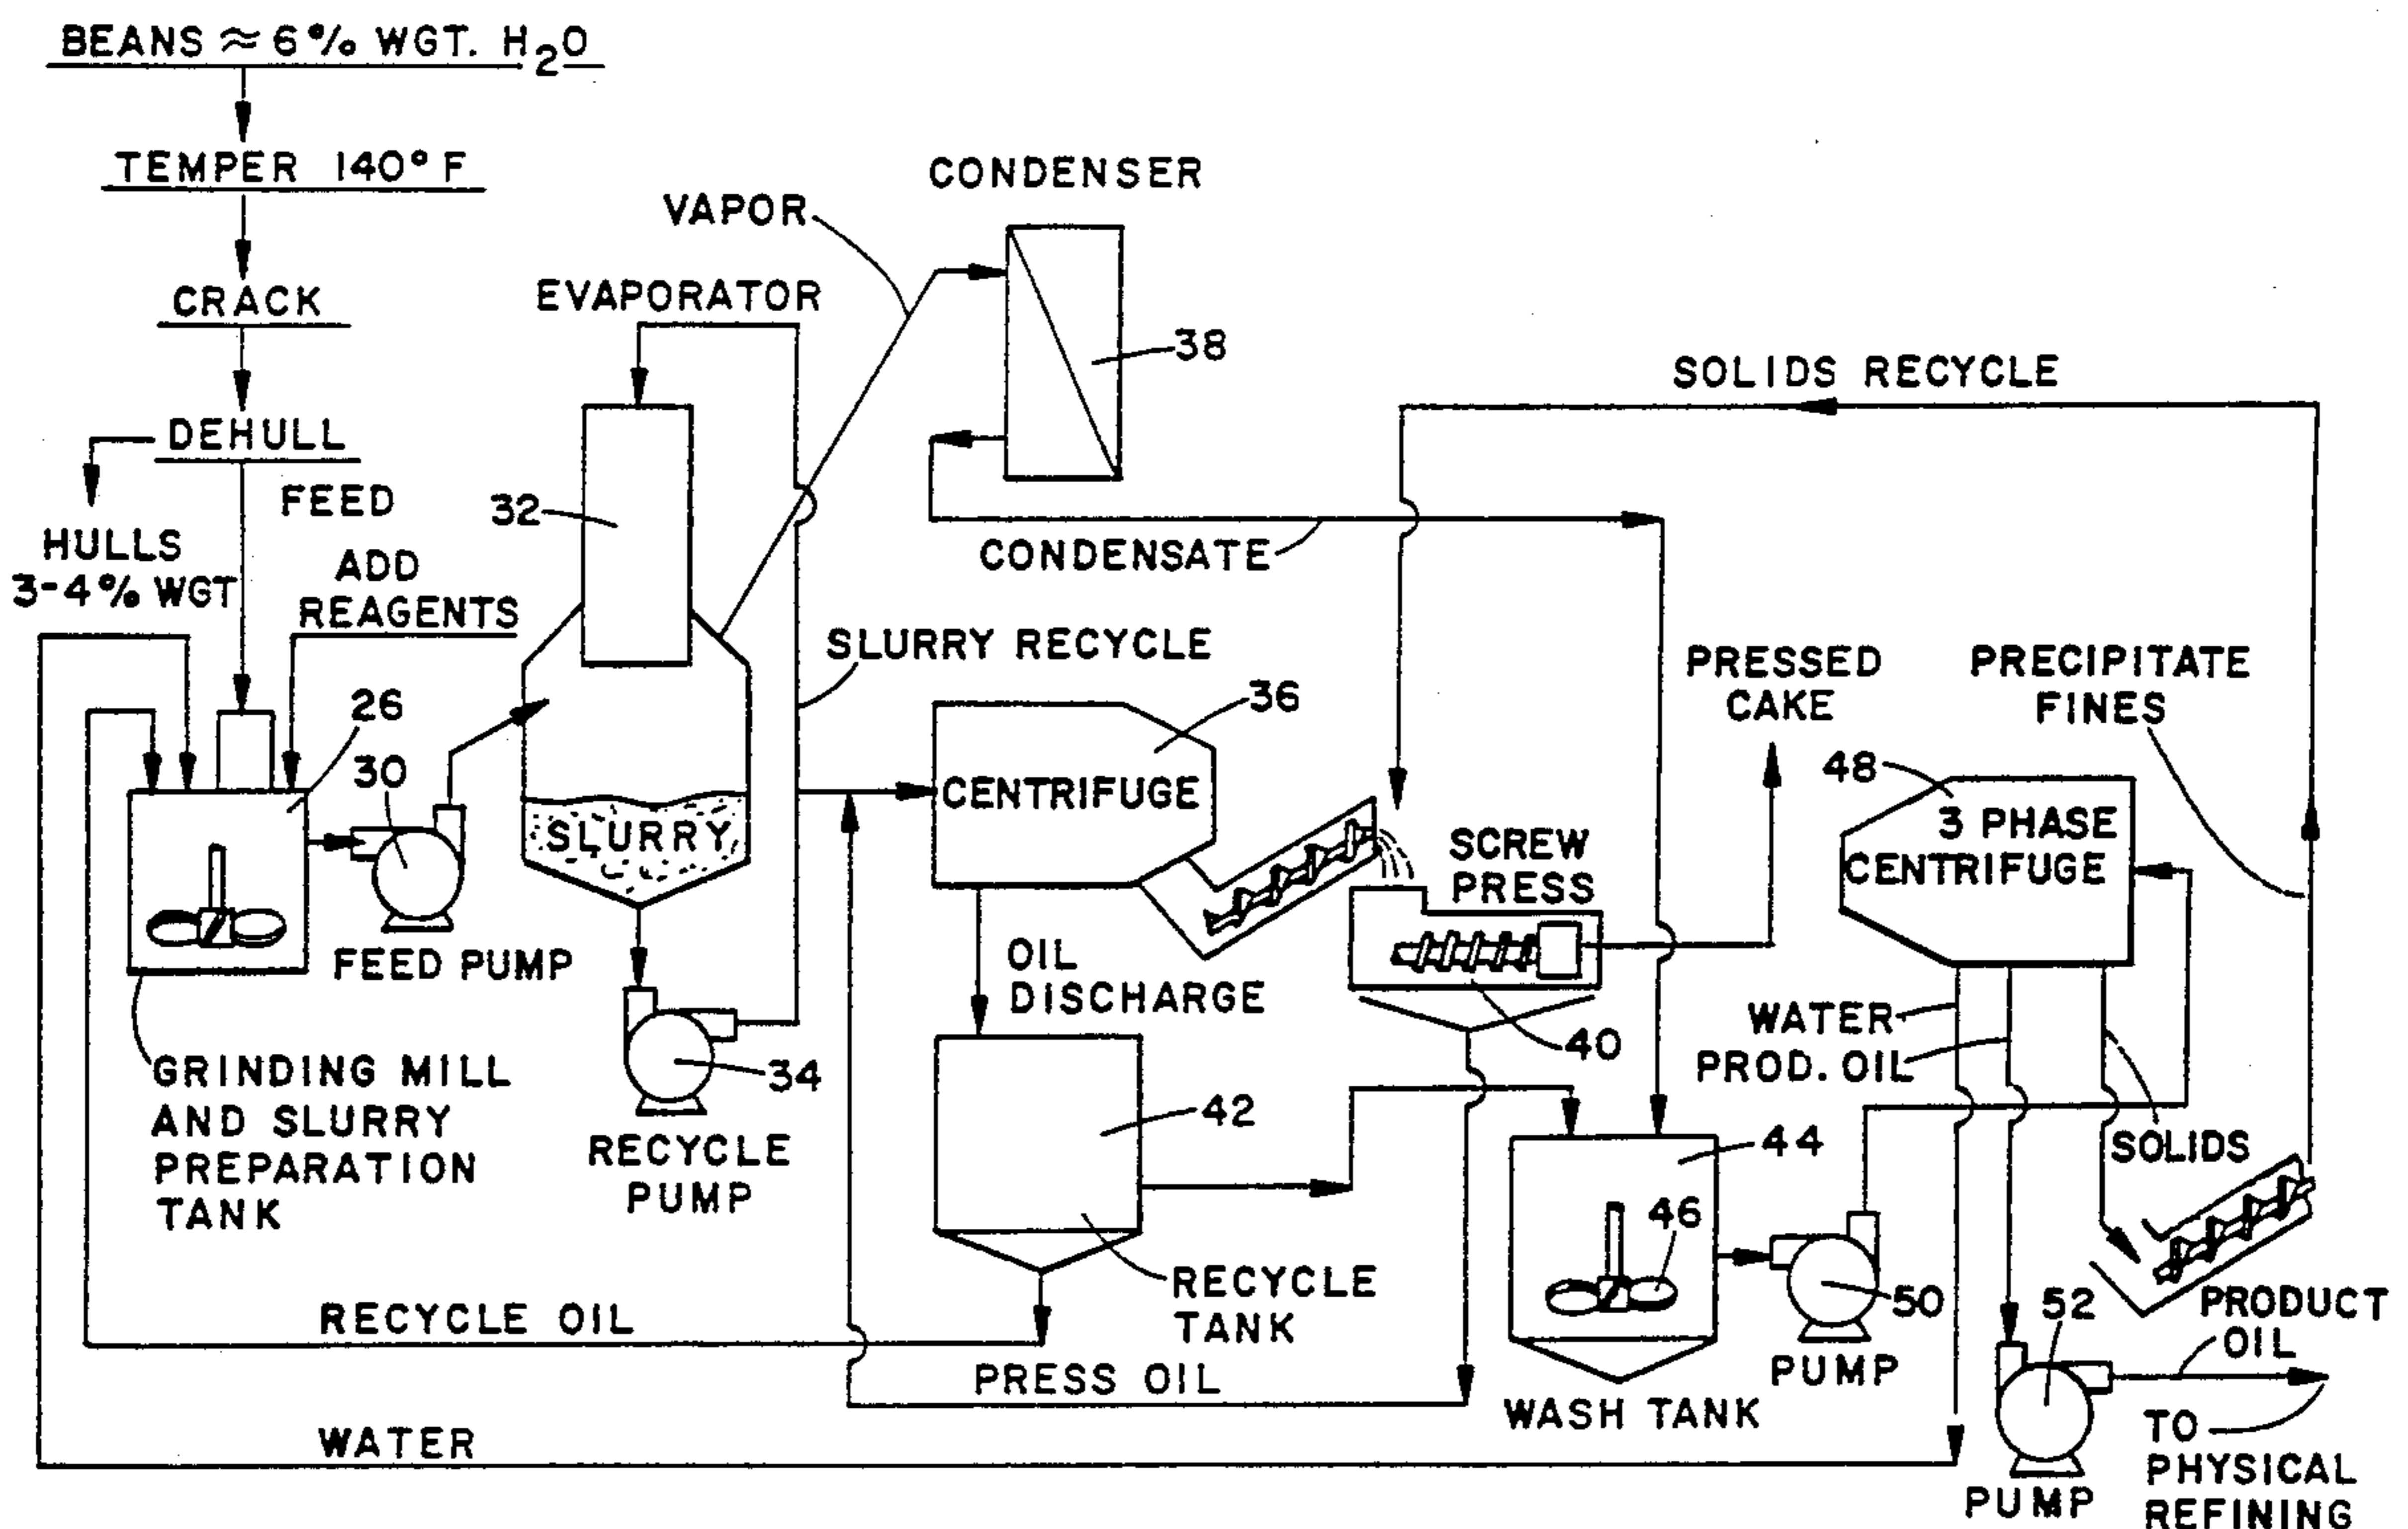 BEANS ≈ 6% WGT. H2O
TEMPER 140° F
CRACK
DEHULL
FEED
HULLS
3-4% WGT
ADD
REAGENTS
26
30
FEED PUMP
GRINDING MILL
AND SLURRY
PREPARATION
TANK
VAPOR
EVAPORATOR
32
SLURRY
34
RECYCLE
PUMP
CONDENSER
38
CONDENSATE
SLURRY RECYCLE
36
CENTRIFUGE
OIL
DISCHARGE
42
RECYCLE
TANK
RECYCLE OIL
PRESS OIL
WATER
SOLIDS RECYCLE
SCREW
PRESS
40
PRESSED
CAKE
PRECIPITATE
FINES
48
3 PHASE
CENTRIFUGE
WATER
PROD. OIL
SOLIDS
44
46
WASH TANK
50
PUMP
52
PUMP
PRODUCT
OIL
TO
PHYSICAL
REFINING